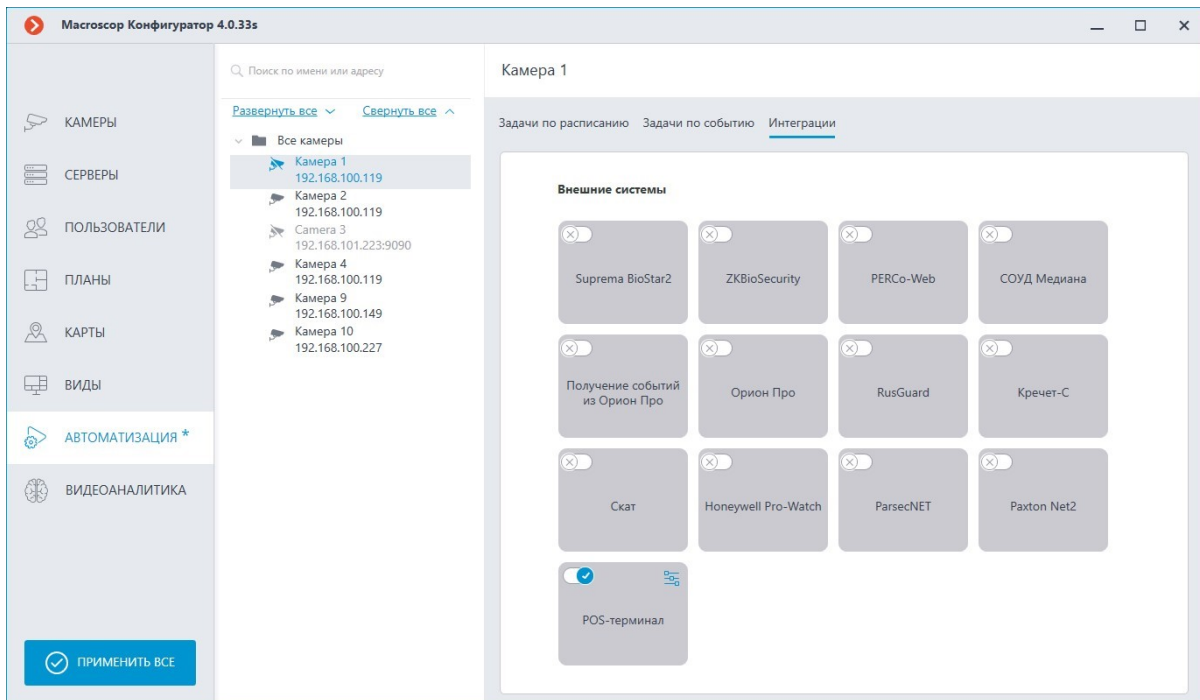 Macroscop Конфигуратор 4.0.33s
КАМЕРЫ
СЕРВЕРЫ
ПОЛЬЗОВАТЕЛИ
ПЛАНЫ
КАРТЫ
ВИДЫ
АВТОМАТИЗАЦИЯ *
ВИДЕОАНАЛИТИКА
ПРИМЕНИТЬ ВСЕ
Поиск по имени или адресу
Развернуть все Свернуть все
Все камеры
Камера 1
192.168.100.119
Камера 2
192.168.100.119
Camera 3
192.168.101.223:9090
Камера 4
192.168.100.119
Камера 9
192.168.100.149
Камера 10
192.168.100.227
Камера 1
Задачи по расписанию Задачи по событию Интеграции
Внешние системы
Suprema BioStar2
ZKBioSecurity
PERCo-Web
СОУД Медиана
Получение событий
из Орион Про
Орион Про
RusGuard
Кречет-С
Скат
Honeywell Pro-Watch
ParsecNET
Paxton Net2
POS-терминал